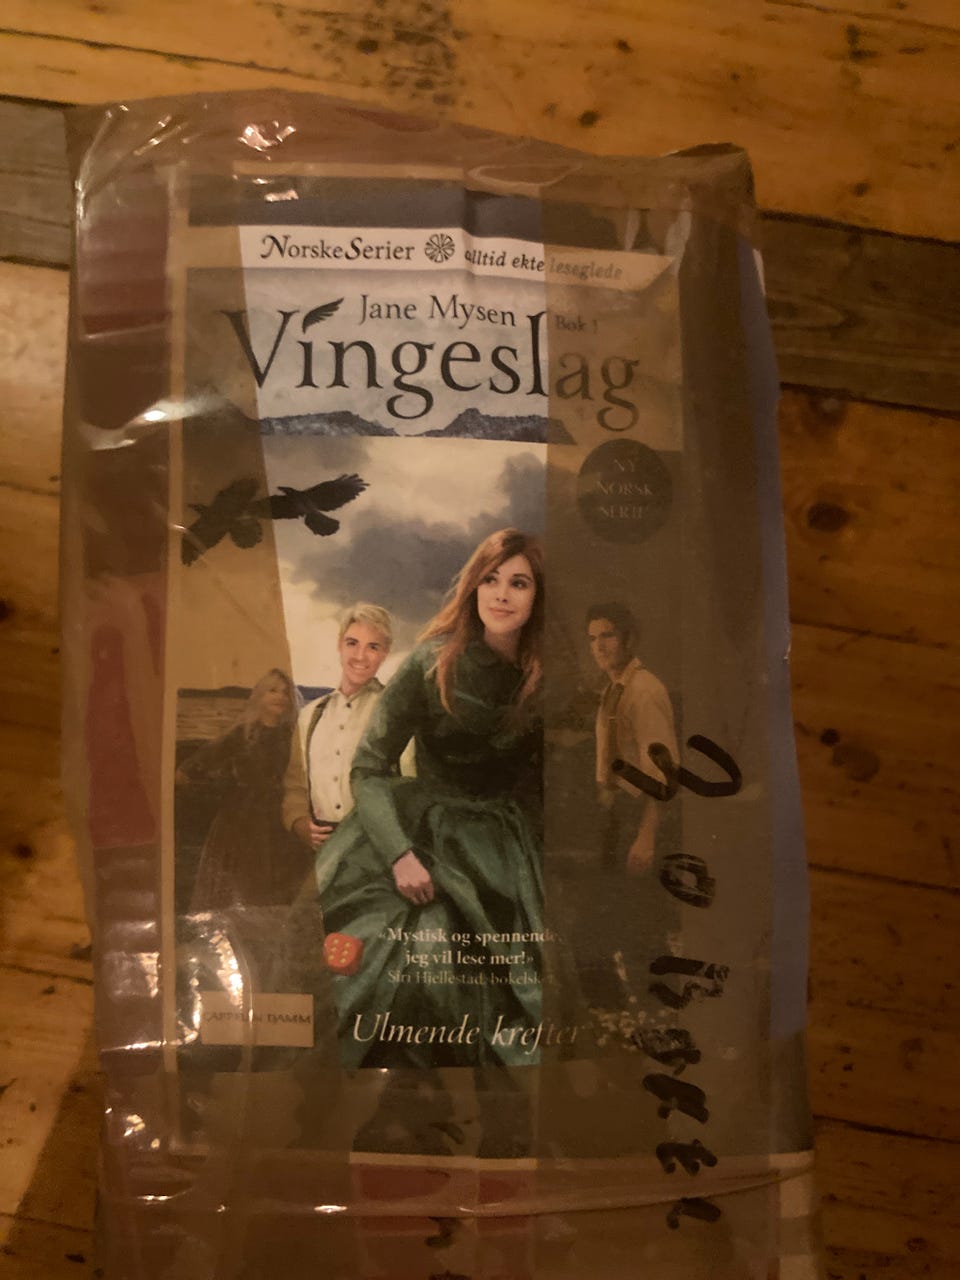 NorskeSerier alltid ekte leseglede
Jane Mysen
Bok 1
Vingeslag
NY
NORSK
SERIE
«Mystisk og spennende,
jeg vil lese mer!»
Siri Hjellestad, bokelsker
CAPPELEN DAMM
Ulmende krefter